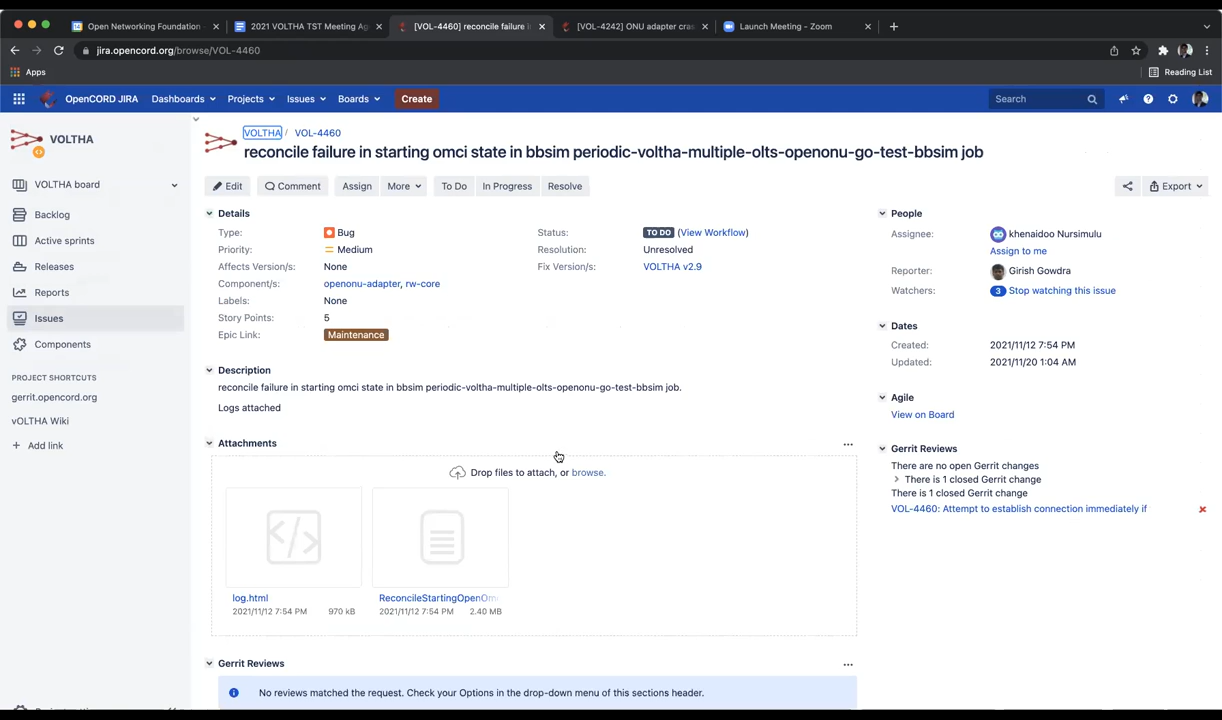 Open Networking Foundation
2021 VOLTHA TST Meeting Ag
[VOL-4460] reconcile failure i
[VOL-4242] ONU adapter cras
Launch Meeting - Zoom
jira.opencord.org/browse/VOL-4460
Apps
Reading List
OpenCORD JIRA Dashboards Projects Issues Boards Create Search
VOLTHA
VOLTHA board
Backlog
Active sprints
Releases
Reports
Issues
Components
PROJECT SHORTCUTS
gerrit.opencord.org
vOLTHA Wiki
+ Add link
VOLTHA / VOL-4460
reconcile failure in starting omci state in bbsim periodic-voltha-multiple-olts-openonu-go-test-bbsim job
Edit Comment Assign More To Do In Progress Resolve Export
Details
Type: Bug Status: TO DO (View Workflow)
Priority: Medium Resolution: Unresolved
Affects Version/s: None Fix Version/s: VOLTHA v2.9
Component/s: openonu-adapter, rw-core
Labels: None
Story Points: 5
Epic Link: Maintenance
Description
reconcile failure in starting omci state in bbsim periodic-voltha-multiple-olts-openonu-go-test-bbsim job.
Logs attached
Attachments
Drop files to attach, or browse.
log.html
2021/11/12 7:54 PM 970 kB
ReconcileStartingOpenOm
2021/11/12 7:54 PM 2.40 MB
Gerrit Reviews
No reviews matched the request. Check your Options in the drop-down menu of this sections header.
People
Assignee: khenaidoo Nursimulu
Assign to me
Reporter: Girish Gowdra
Watchers: 3 Stop watching this issue
Dates
Created: 2021/11/12 7:54 PM
Updated: 2021/11/20 1:04 AM
Agile
View on Board
Gerrit Reviews
There are no open Gerrit changes
There is 1 closed Gerrit change
There is 1 closed Gerrit change
VOL-4460: Attempt to establish connection immediately if